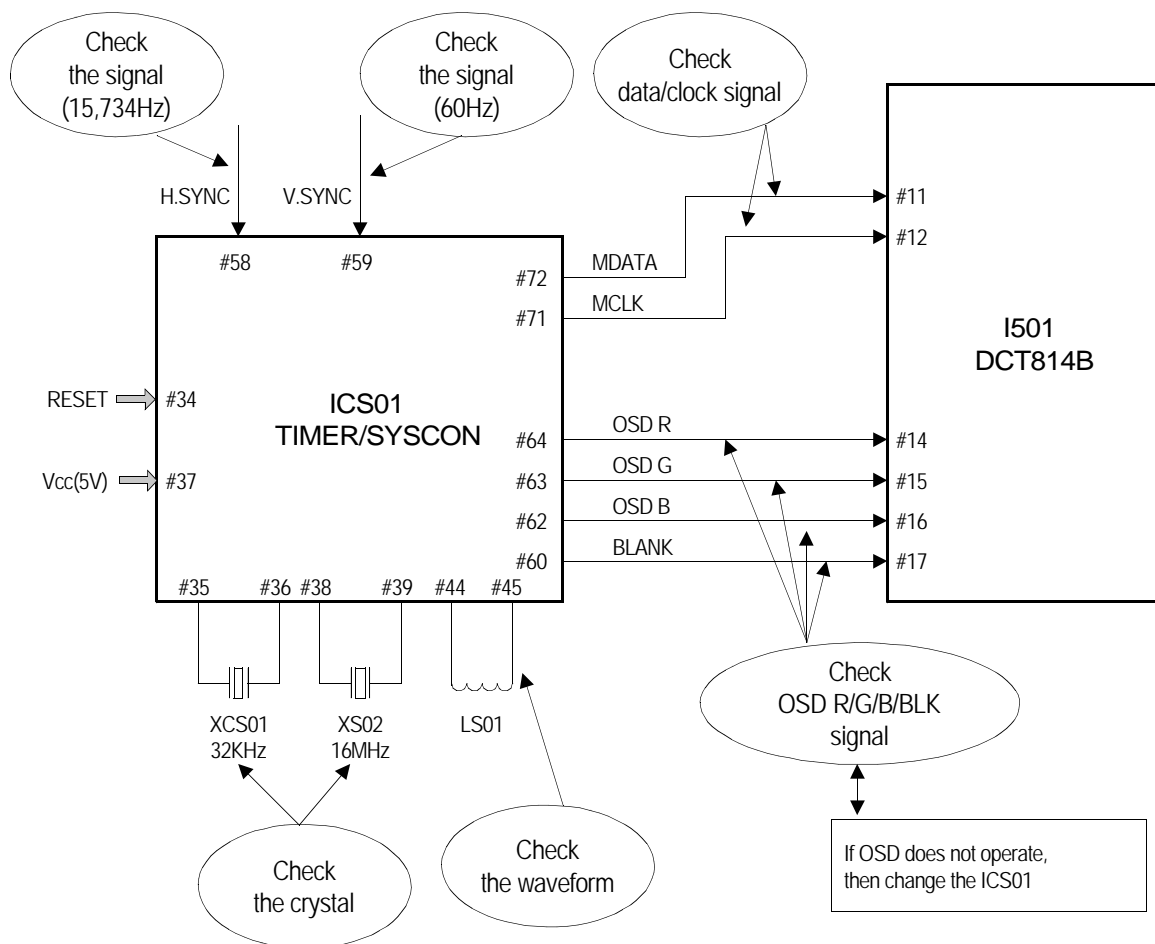 Check
the signal
(15,734Hz)
Check
the signal
(60Hz)
Check
data/clock signal
H.SYNC
V.SYNC
#11
#12
#58
#59
#72
MDATA
#71
MCLK
I501
DCT814B
RESET
#34
ICS01
TIMER/SYSCON
Vcc(5V)
#37
#64
OSD R
#14
#63
OSD G
#15
#62
OSD B
#16
#60
BLANK
#17
#35
#36
#38
#39
#44
#45
XCS01
32KHz
XS02
16MHz
LS01
Check
OSD R/G/B/BLK
signal
Check
the crystal
Check
the waveform
If OSD does not operate,
then change the ICS01